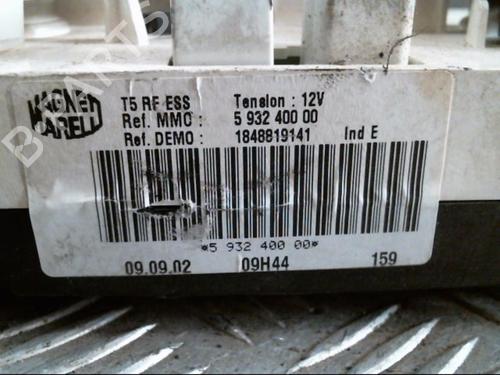 MAGNETI MARELLI
T5 RF ESS Tension : 12V
Ref. MMO : 5 932 400 00
Ref. DEMO : 1848819141 Ind E
*5 932 400 00*
09.09.02 09H44 159